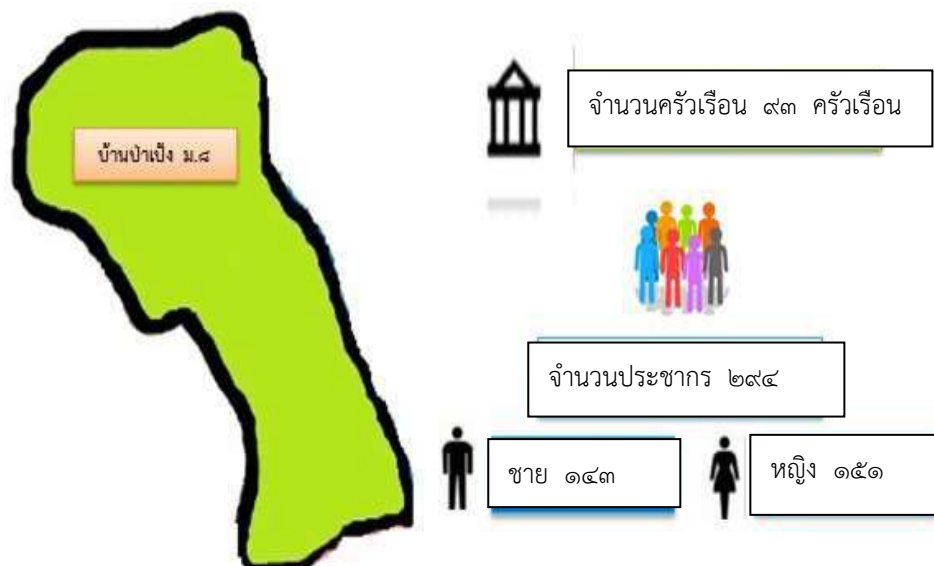 บ้านป่าเป้ง ม.๘
จำนวนครัวเรือน ๙๓ ครัวเรือน
จำนวนประชากร ๒๙๔
ชาย ๑๔๓
หญิง ๑๕๑